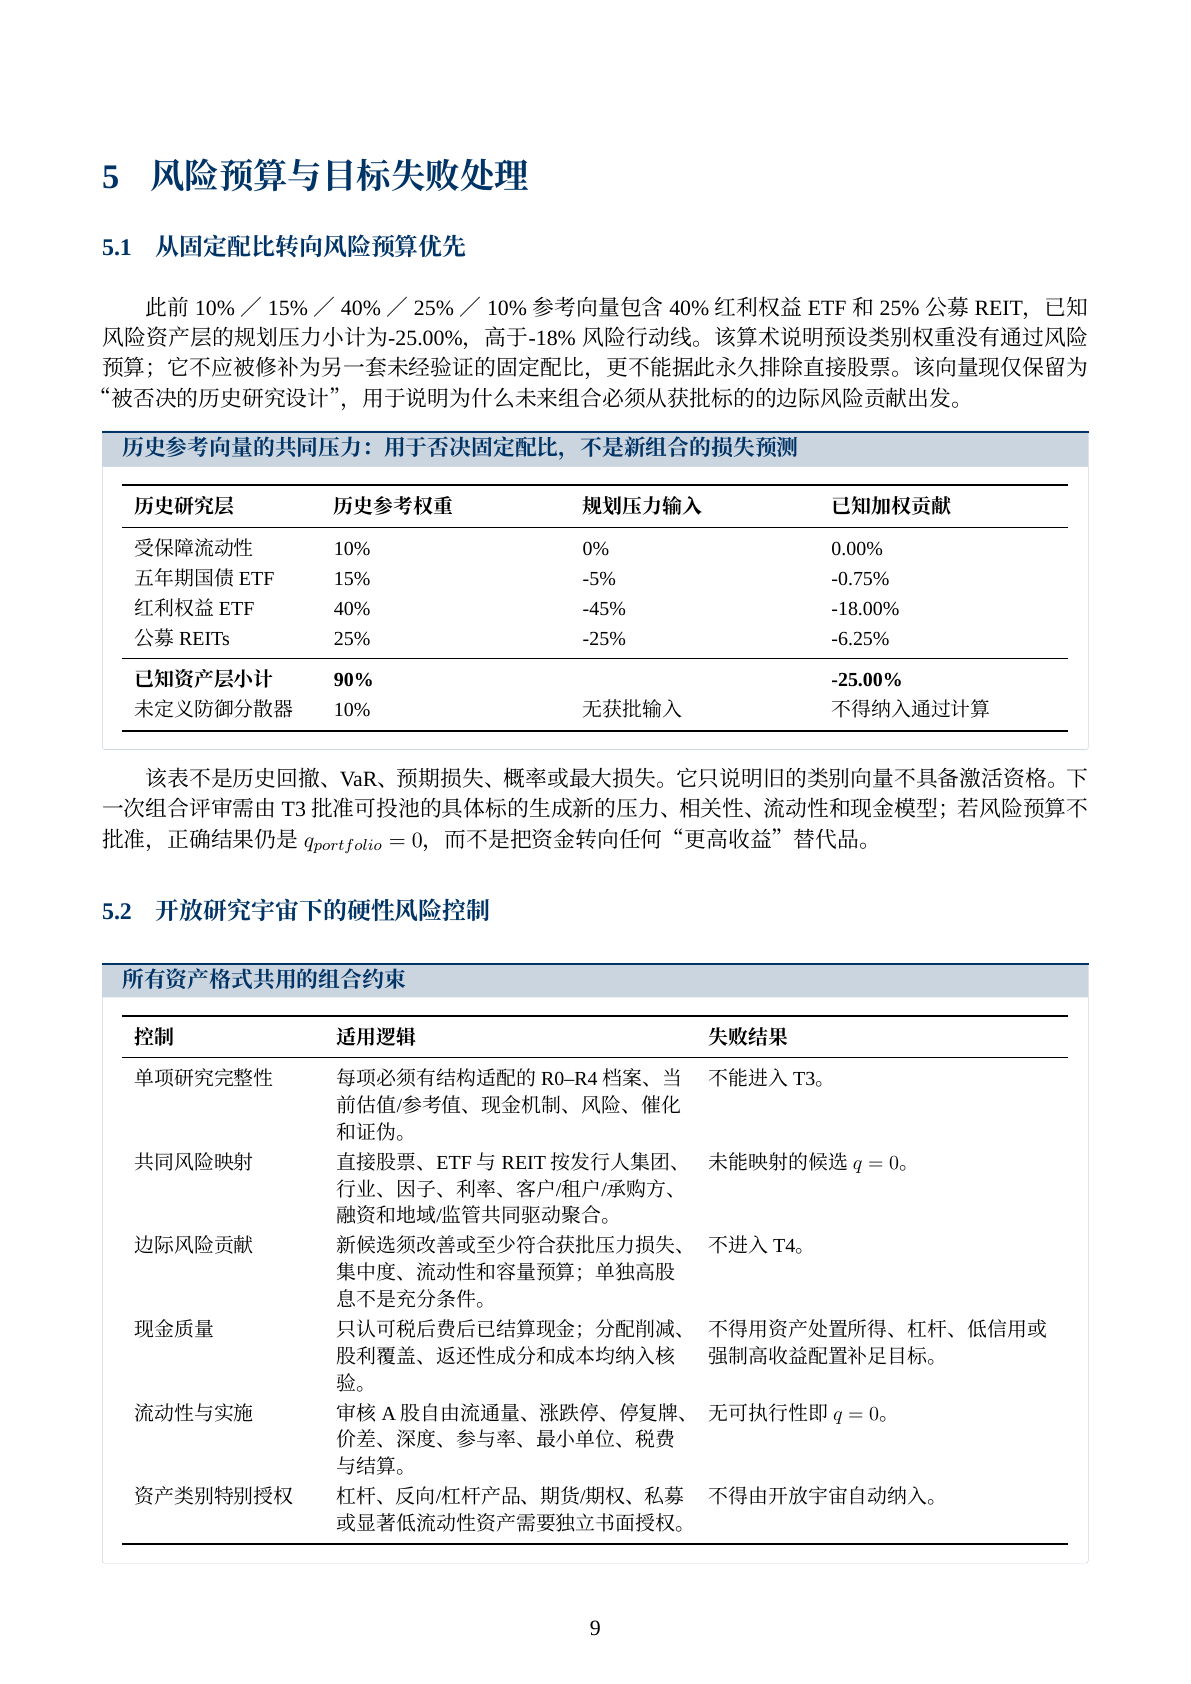 5 风险预算与目标失败处理
5.1 从固定配比转向风险预算优先
此前 10% ／ 15% ／ 40% ／ 25% ／ 10% 参考向量包含 40% 红利权益 ETF 和 25% 公募 REIT，已知
风险资产层的规划压力小计为-25.00%，高于-18% 风险行动线。该算术说明预设类别权重没有通过风险
预算；它不应被修补为另一套未经验证的固定配比，更不能据此永久排除直接股票。该向量现仅保留为
“被否决的历史研究设计”，用于说明为什么未来组合必须从获批标的的边际风险贡献出发。
历史参考向量的共同压力：用于否决固定配比，不是新组合的损失预测
历史研究层 历史参考权重 规划压力输入 已知加权贡献
受保障流动性 10% 0% 0.00%
五年期国债 ETF 15% -5% -0.75%
红利权益 ETF 40% -45% -18.00%
公募 REITs 25% -25% -6.25%
已知资产层小计 90% -25.00%
未定义防御分散器 10% 无获批输入 不得纳入通过计算
该表不是历史回撤、VaR、预期损失、概率或最大损失。它只说明旧的类别向量不具备激活资格。下
一次组合评审需由 T3 批准可投池的具体标的生成新的压力、相关性、流动性和现金模型；若风险预算不
批准，正确结果仍是 q_portfolio = 0，而不是把资金转向任何“更高收益”替代品。
5.2 开放研究宇宙下的硬性风险控制
所有资产格式共用的组合约束
控制 适用逻辑 失败结果
单项研究完整性 每项必须有结构适配的 R0–R4 档案、当 不能进入 T3。
前估值/参考值、现金机制、风险、催化
和证伪。
共同风险映射 直接股票、ETF 与 REIT 按发行人集团、 未能映射的候选 q = 0。
行业、因子、利率、客户/租户/承购方、
融资和地域/监管共同驱动聚合。
边际风险贡献 新候选须改善或至少符合获批压力损失、 不进入 T4。
集中度、流动性和容量预算；单独高股
息不是充分条件。
现金质量 只认可税后费后已结算现金；分配削减、 不得用资产处置所得、杠杆、低信用或
股利覆盖、返还性成分和成本均纳入核 强制高收益配置补足目标。
验。
流动性与实施 审核 A 股自由流通量、涨跌停、停复牌、 无可执行性即 q = 0。
价差、深度、参与率、最小单位、税费
与结算。
资产类别特别授权 杠杆、反向/杠杆产品、期货/期权、私募 不得由开放宇宙自动纳入。
或显著低流动性资产需要独立书面授权。
9